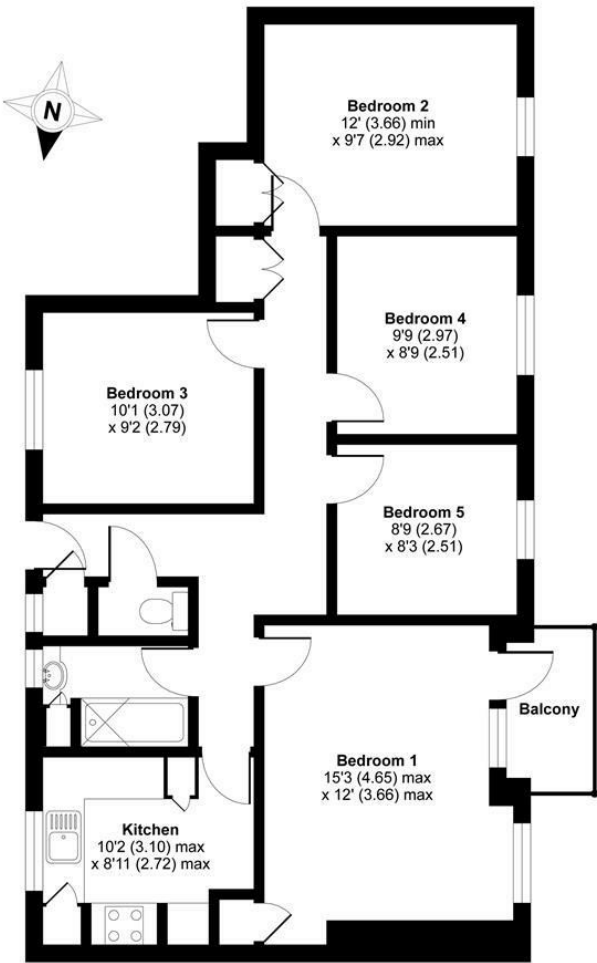 N
Bedroom 2
12' (3.66) min
x 9'7 (2.92) max
Bedroom 4
9'9 (2.97)
x 8'9 (2.51)
Bedroom 3
10'1 (3.07)
x 9'2 (2.79)
Bedroom 5
8'9 (2.67)
x 8'3 (2.51)
Balcony
Bedroom 1
15'3 (4.65) max
x 12' (3.66) max
Kitchen
10'2 (3.10) max
x 8'11 (2.72) max